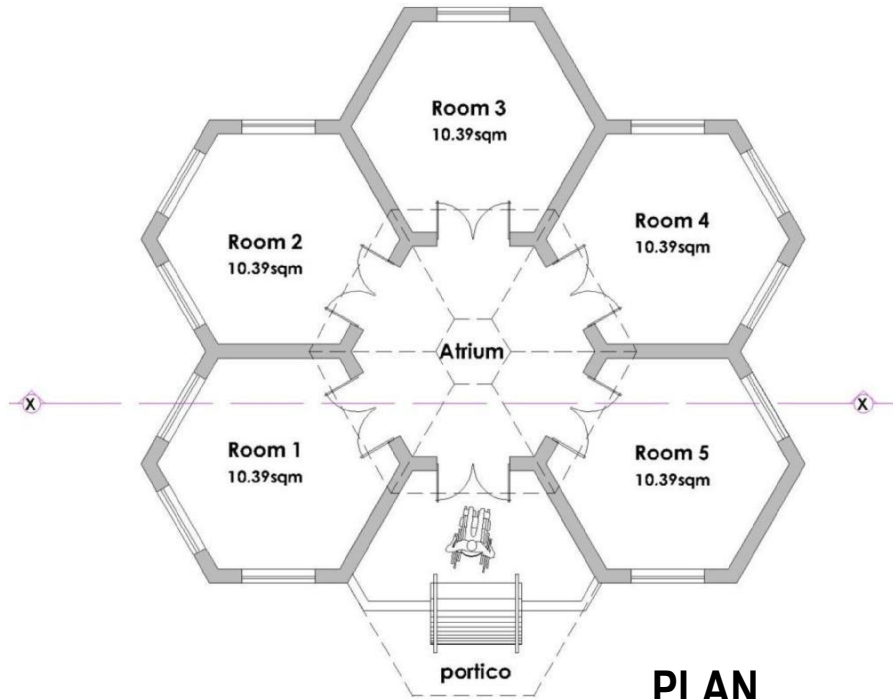 Room 3
10.39sqm
Room 2
10.39sqm
Room 4
10.39sqm
Atrium
X
X
Room 1
10.39sqm
Room 5
10.39sqm
portico
PLAN